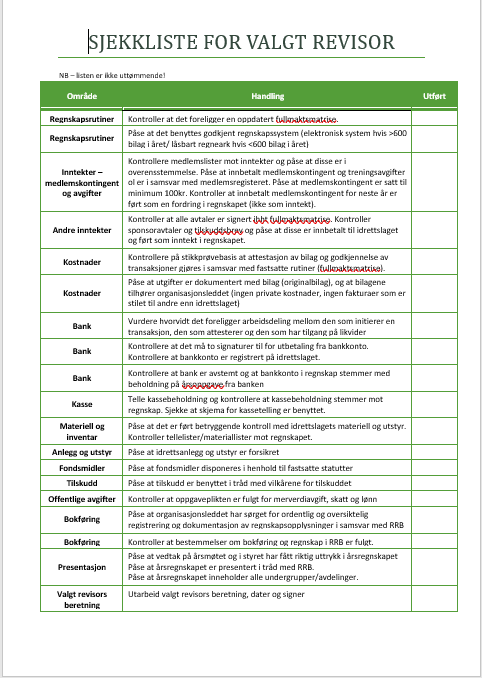 SJEKKLISTE FOR VALGT REVISOR
NB – listen er ikke uttømmende!
Område Handling Utført
Regnskapsrutiner Kontroller at det foreligger en oppdatert fullmaktsmatrise.
Regnskapsrutiner Påse at det benyttes godkjent regnskapssystem (elektronisk system hvis >600
bilag i året/ låsbart regneark hvis <600 bilag i året)
Inntekter –
medlemskontingent
og avgifter
Kontrollere medlemslister mot inntekter og påse at disse er i
overensstemmelse. Påse at innbetalt medlemskontingent og treningsavgifter
ol er i samsvar med medlemsregisteret. Påse at medlemskontingent er satt til
minimum 100kr. Kontroller at innbetalt medlemskontingent for neste år er
ført som en fordring i regnskapet (ikke som inntekt).
Andre inntekter
Kontroller at alle avtaler er signert ihht fullmaktsmatrise. Kontroller
sponsoravtaler og tilskuddsbrev og påse at disse er innbetalt til idrettslaget
og ført som inntekt i regnskapet.
Kostnader
Kontrollere på stikkprøvebasis at attestasjon av bilag og godkjennelse av
transaksjoner gjøres i samsvar med fastsatte rutiner (fullmaktsmatrise).
Kostnader
Påse at utgifter er dokumentert med bilag (originalbilag), og at bilagene
tilhører organisasjonsleddet (ingen private kostnader, ingen fakturaer som er
stilet til andre enn idrettslaget)
Bank
Vurdere hvorvidt det foreligger arbeidsdeling mellom den som initierer en
transaksjon, den som attesterer og den som har tilgang på likvider
Bank
Kontrollere at det må to signaturer til for utbetaling fra bankkonto.
Kontrollere at bankkonto er registrert på idrettslaget.
Bank
Kontrollere at bank er avstemt og at bankkonto i regnskap stemmer med
beholdning på årsoppgave fra banken
Kasse
Telle kassebeholdning og kontrollere at kassebeholdning stemmer mot
regnskap. Sjekke at skjema for kassetelling er benyttet.
Materiell og
inventar
Påse at det er ført betryggende kontroll med idrettslagets materiell og utstyr.
Kontroller tellelister/materiallister mot regnskapet.
Anlegg og utstyr Påse at idrettsanlegg og utstyr er forsikret
Fondsmidler Påse at fondsmidler disponeres i henhold til fastsatte statutter
Tilskudd Påse at tilskudd er benyttet i tråd med vilkårene for tilskuddet
Offentlige avgifter Kontroller at oppgaveplikten er fulgt for merverdiavgift, skatt og lønn
Bokføring
Påse at organisasjonsleddet har sørget for ordentlig og oversiktelig
registrering og dokumentasjon av regnskapsopplysninger i samsvar med RRB
Bokføring Kontroller at bestemmelser om bokføring og regnskap i RRB er fulgt.
Presentasjon
Påse at vedtak på årsmøtet og i styret har fått riktig uttrykk i årsregnskapet
Påse at årsregnskapet er presentert i tråd med RRB.
Påse at årsregnskapet inneholder alle undergrupper/avdelinger.
Valgt revisors
beretning
Utarbeid valgt revisors beretning, dater og signer